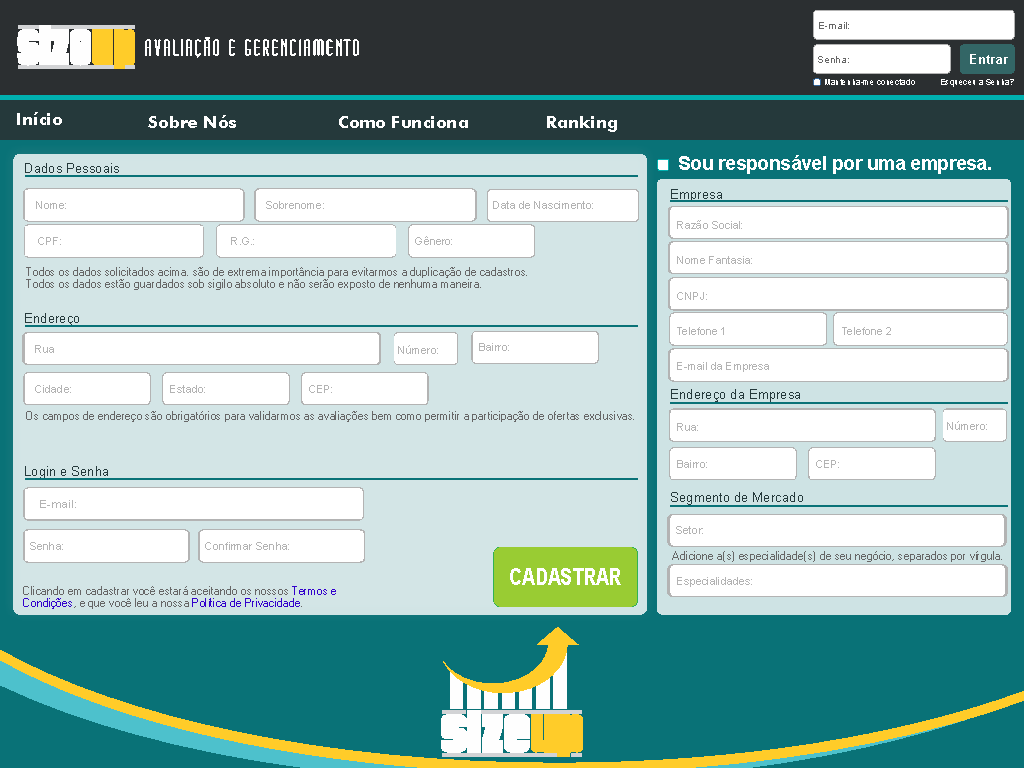 sizeup AVALIAÇÃO E GERENCIAMENTO
E-mail:
Senha:
Entrar
Mantenha-me conectado
Esqueceu a Senha?
Início
Sobre Nós
Como Funciona
Ranking
Dados Pessoais
Nome:
Sobrenome:
Data de Nascimento:
CPF:
R.G.:
Gênero:
Todos os dados solicitados acima. são de extrema importância para evitarmos a duplicação de cadastros.
Todos os dados estão guardados sob sigilo absoluto e não serão exposto de nenhuma maneira.
Endereço
Rua
Número:
Bairro:
Cidade:
Estado:
CEP:
Os campos de endereço são obrigatórios para validarmos as avaliações bem como permitir a participação de ofertas exclusivas.
Login e Senha
E-mail:
Senha:
Confirmar Senha:
Clicando em cadastrar você estará aceitando os nossos Termos e
Condições, e que você leu a nossa Política de Privacidade.
CADASTRAR
Sou responsável por uma empresa.
Empresa
Razão Social:
Nome Fantasia:
CNPJ:
Telefone 1
Telefone 2
E-mail da Empresa
Endereço da Empresa
Rua:
Número:
Bairro:
CEP:
Segmento de Mercado
Setor:
Adicione a(s) especialidade(s) de seu negócio, separados por vírgula.
Especialidades:
sizeup